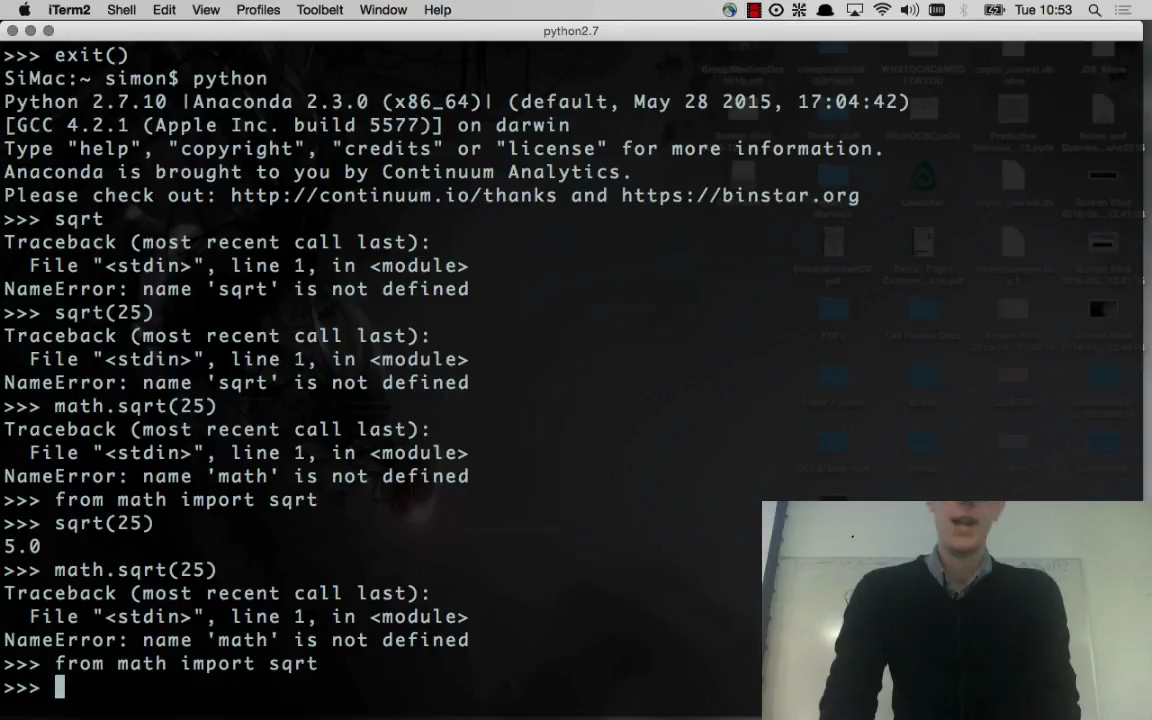 iTerm2 Shell Edit View Profiles Toolbelt Window Help Tue 10:53
python2.7
>>> exit()
SiMac:~ simon$ python
Python 2.7.10 |Anaconda 2.3.0 (x86_64)| (default, May 28 2015, 17:04:42)
[GCC 4.2.1 (Apple Inc. build 5577)] on darwin
Type "help", "copyright", "credits" or "license" for more information.
Anaconda is brought to you by Continuum Analytics.
Please check out: http://continuum.io/thanks and https://binstar.org
>>> sqrt
Traceback (most recent call last):
  File "<stdin>", line 1, in <module>
NameError: name 'sqrt' is not defined
>>> sqrt(25)
Traceback (most recent call last):
  File "<stdin>", line 1, in <module>
NameError: name 'sqrt' is not defined
>>> math.sqrt(25)
Traceback (most recent call last):
  File "<stdin>", line 1, in <module>
NameError: name 'math' is not defined
>>> from math import sqrt
>>> sqrt(25)
5.0
>>> math.sqrt(25)
Traceback (most recent call last):
  File "<stdin>", line 1, in <module>
NameError: name 'math' is not defined
>>> from math import sqrt
>>>